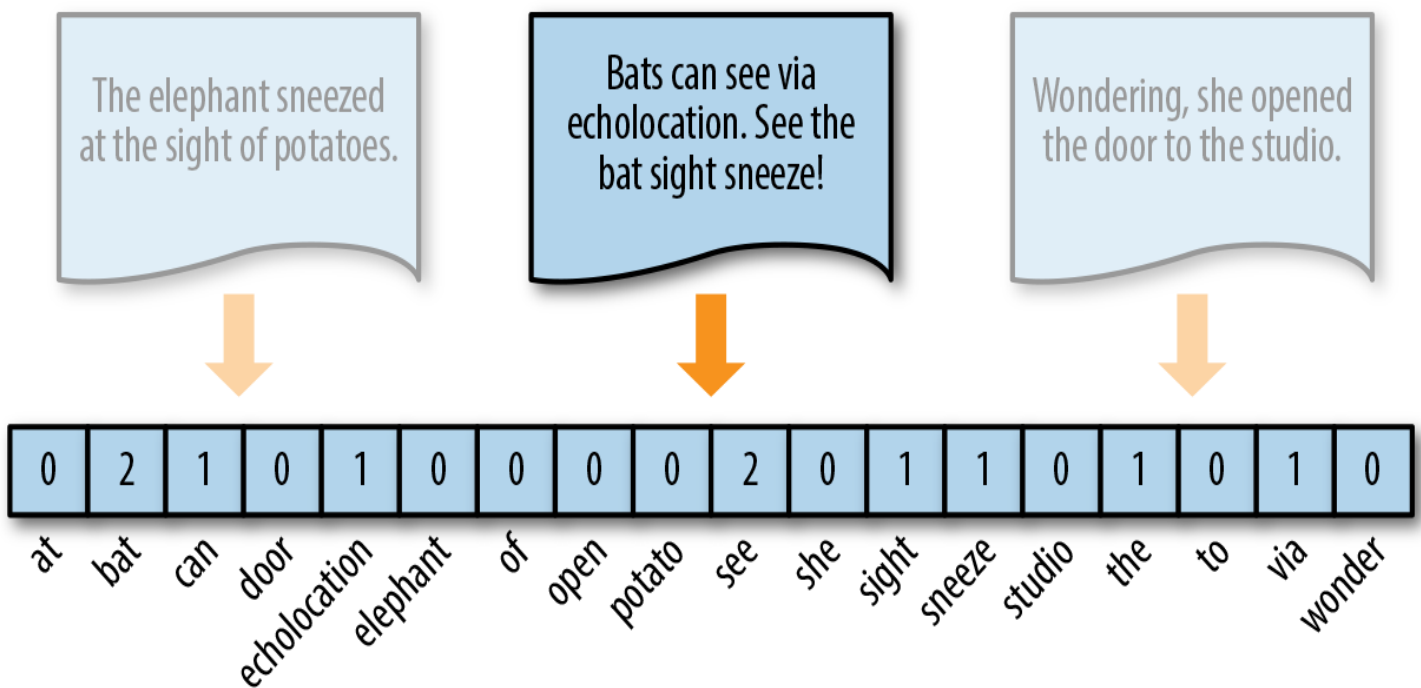 The elephant sneezed
at the sight of potatoes.
Bats can see via
echolocation. See the
bat sight sneeze!
Wondering, she opened
the door to the studio.
0 2 1 0 1 0 0 0 0 2 0 1 1 0 1 0 1 0
at bat can door echolocation elephant of open potato see she sight sneeze studio the to via wonder